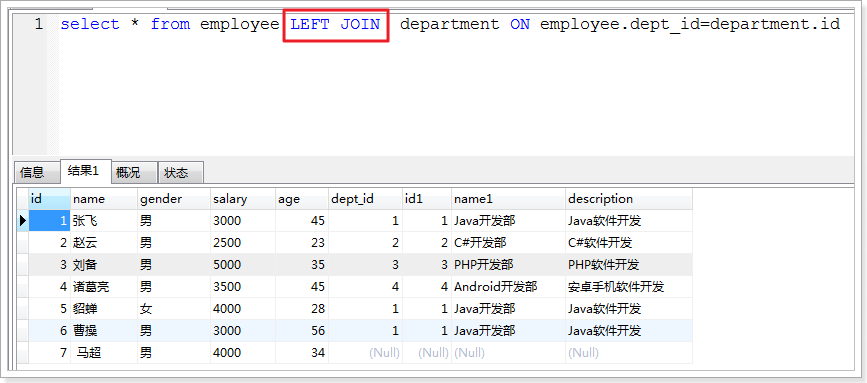 1 select * from employee LEFT JOIN department ON employee.dept_id=department.id
信息 结果1 概况 状态
id name gender salary age dept_id id1 name1 description
1 张飞 男 3000 45 1 1 Java开发部 Java软件开发
2 赵云 男 2500 23 2 2 C#开发部 C#软件开发
3 刘备 男 5000 35 3 3 PHP开发部 PHP软件开发
4 诸葛亮 男 3500 45 4 4 Android开发部 安卓手机软件开发
5 貂蝉 女 4000 28 1 1 Java开发部 Java软件开发
6 曹操 男 3000 56 1 1 Java开发部 Java软件开发
7 马超 男 4000 34 (Null) (Null) (Null) (Null)